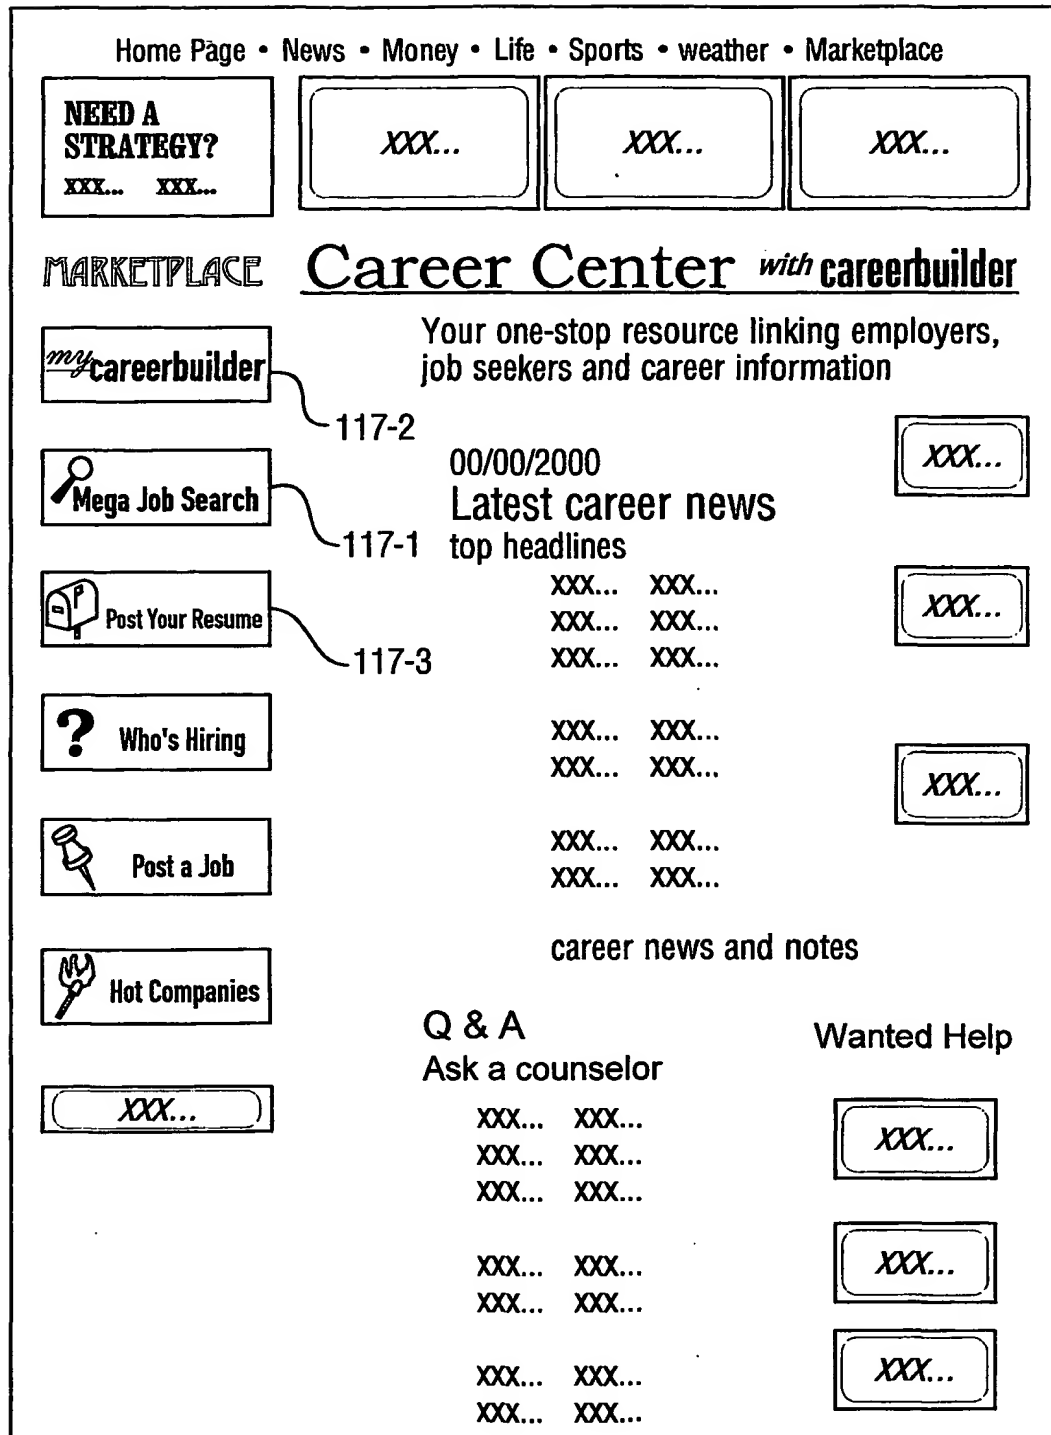 Home Page • News • Money • Life • Sports • weather • Marketplace
NEED A
STRATEGY?
XXX... XXX...
XXX...
XXX...
XXX...
MARKETPLACE
Career Center with careerbuilder
Your one-stop resource linking employers,
job seekers and career information
my careerbuilder
117-2
Mega Job Search
117-1
Post Your Resume
117-3
Who's Hiring
Post a Job
Hot Companies
XXX...
00/00/2000
Latest career news
top headlines
XXX... XXX...
XXX... XXX...
XXX... XXX...
XXX... XXX...
XXX... XXX...
XXX... XXX...
XXX... XXX...
career news and notes
XXX...
XXX...
XXX...
Q & A
Ask a counselor
XXX... XXX...
XXX... XXX...
XXX... XXX...
XXX... XXX...
XXX... XXX...
XXX... XXX...
XXX... XXX...
Wanted Help
XXX...
XXX...
XXX...